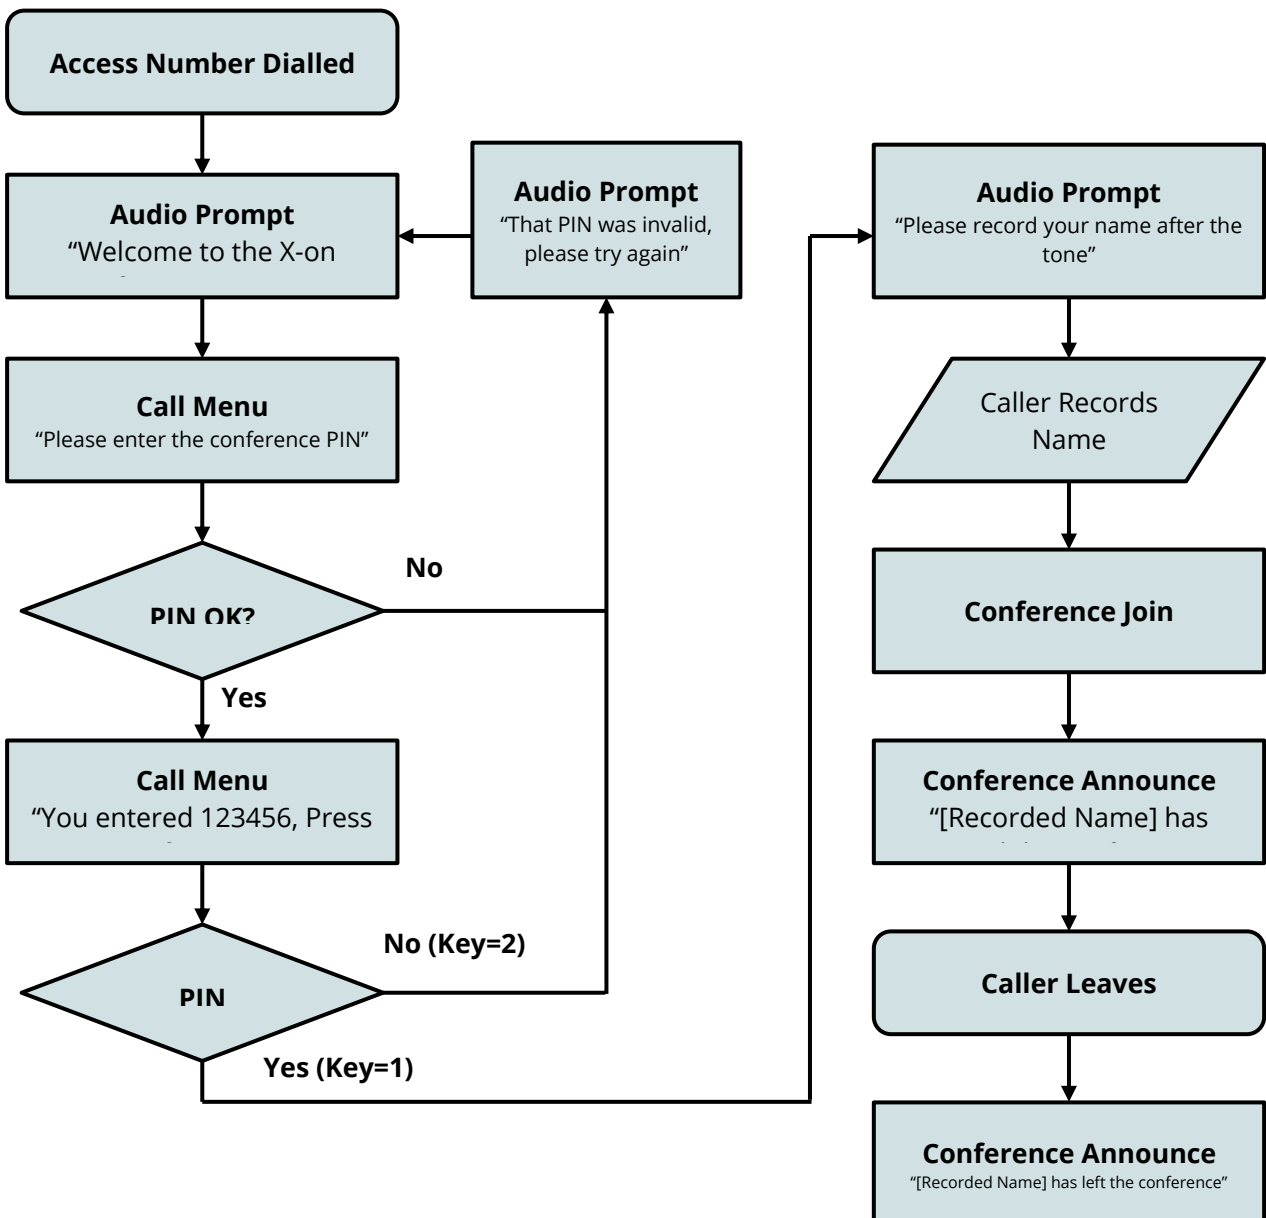 Access Number Dialled
Audio Prompt
“Welcome to the X-on
Audio Prompt
“That PIN was invalid,
please try again”
Call Menu
“Please enter the conference PIN”
PIN OK?
No
Yes
Call Menu
“You entered 123456, Press
PIN
No (Key=2)
Yes (Key=1)
Audio Prompt
“Please record your name after the
tone”
Caller Records
Name
Conference Join
Conference Announce
“[Recorded Name] has
Caller Leaves
Conference Announce
“[Recorded Name] has left the conference”